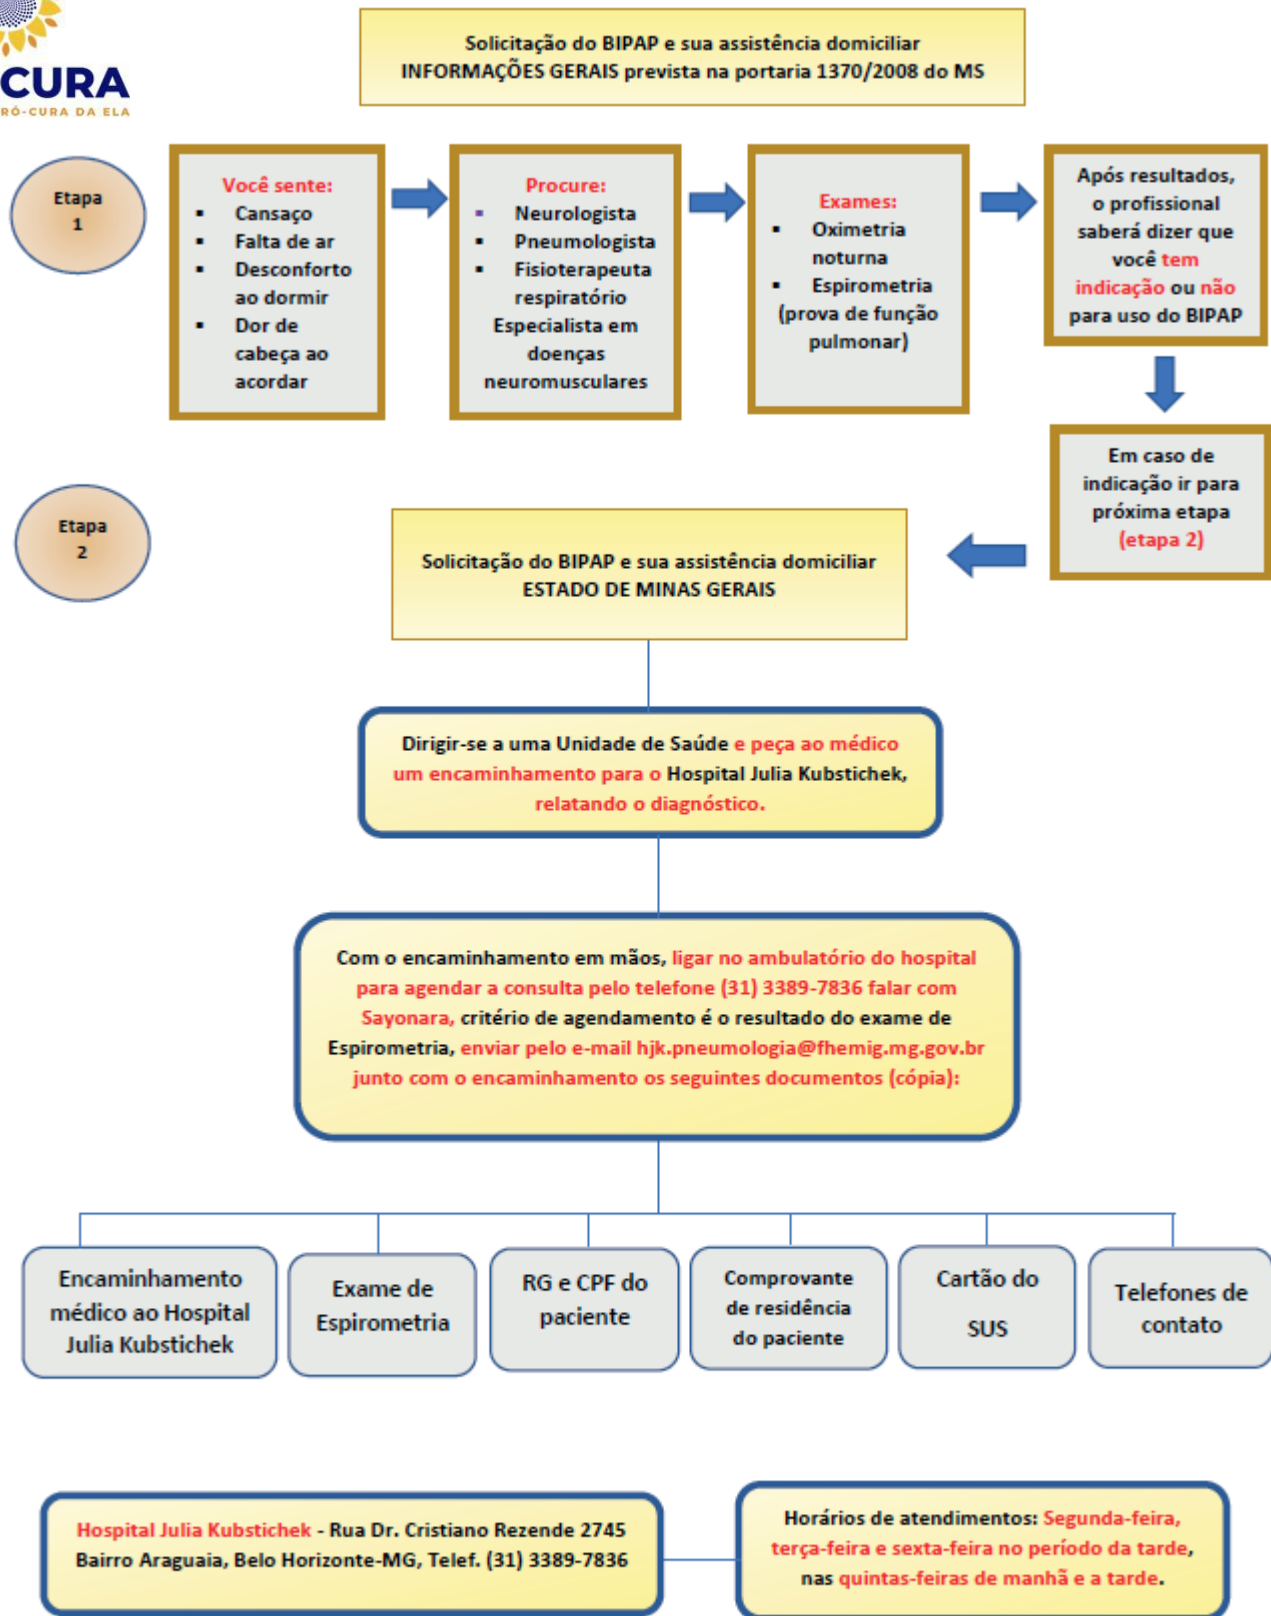 CURA
RÓ-CURA DA ELA
Solicitação do BIPAP e sua assistência domiciliar
INFORMAÇÕES GERAIS prevista na portaria 1370/2008 do MS
Etapa
1
Você sente:
▪ Cansaço
▪ Falta de ar
▪ Desconforto
ao dormir
▪ Dor de
cabeça ao
acordar
Procure:
▪ Neurologista
▪ Pneumologista
▪ Fisioterapeuta
respiratório
Especialista em
doenças
neuromusculares
Exames:
▪ Oximetria
noturna
▪ Espirometria
(prova de função
pulmonar)
Após resultados,
o profissional
saberá dizer que
você tem
indicação ou não
para uso do BIPAP
Em caso de
indicação ir para
próxima etapa
(etapa 2)
Etapa
2
Solicitação do BIPAP e sua assistência domiciliar
ESTADO DE MINAS GERAIS
Dirigir-se a uma Unidade de Saúde e peça ao médico
um encaminhamento para o Hospital Julia Kubstichek,
relatando o diagnóstico.
Com o encaminhamento em mãos, ligar no ambulatório do hospital
para agendar a consulta pelo telefone (31) 3389-7836 falar com
Sayonara, critério de agendamento é o resultado do exame de
Espirometria, enviar pelo e-mail hjk.pneumologia@fhemig.mg.gov.br
junto com o encaminhamento os seguintes documentos (cópia):
Encaminhamento
médico ao Hospital
Julia Kubstichek
Exame de
Espirometria
RG e CPF do
paciente
Comprovante
de residência
do paciente
Cartão do
SUS
Telefones de
contato
Hospital Julia Kubstichek - Rua Dr. Cristiano Rezende 2745
Bairro Araguaia, Belo Horizonte-MG, Telef. (31) 3389-7836
Horários de atendimentos: Segunda-feira,
terça-feira e sexta-feira no período da tarde,
nas quintas-feiras de manhã e a tarde.